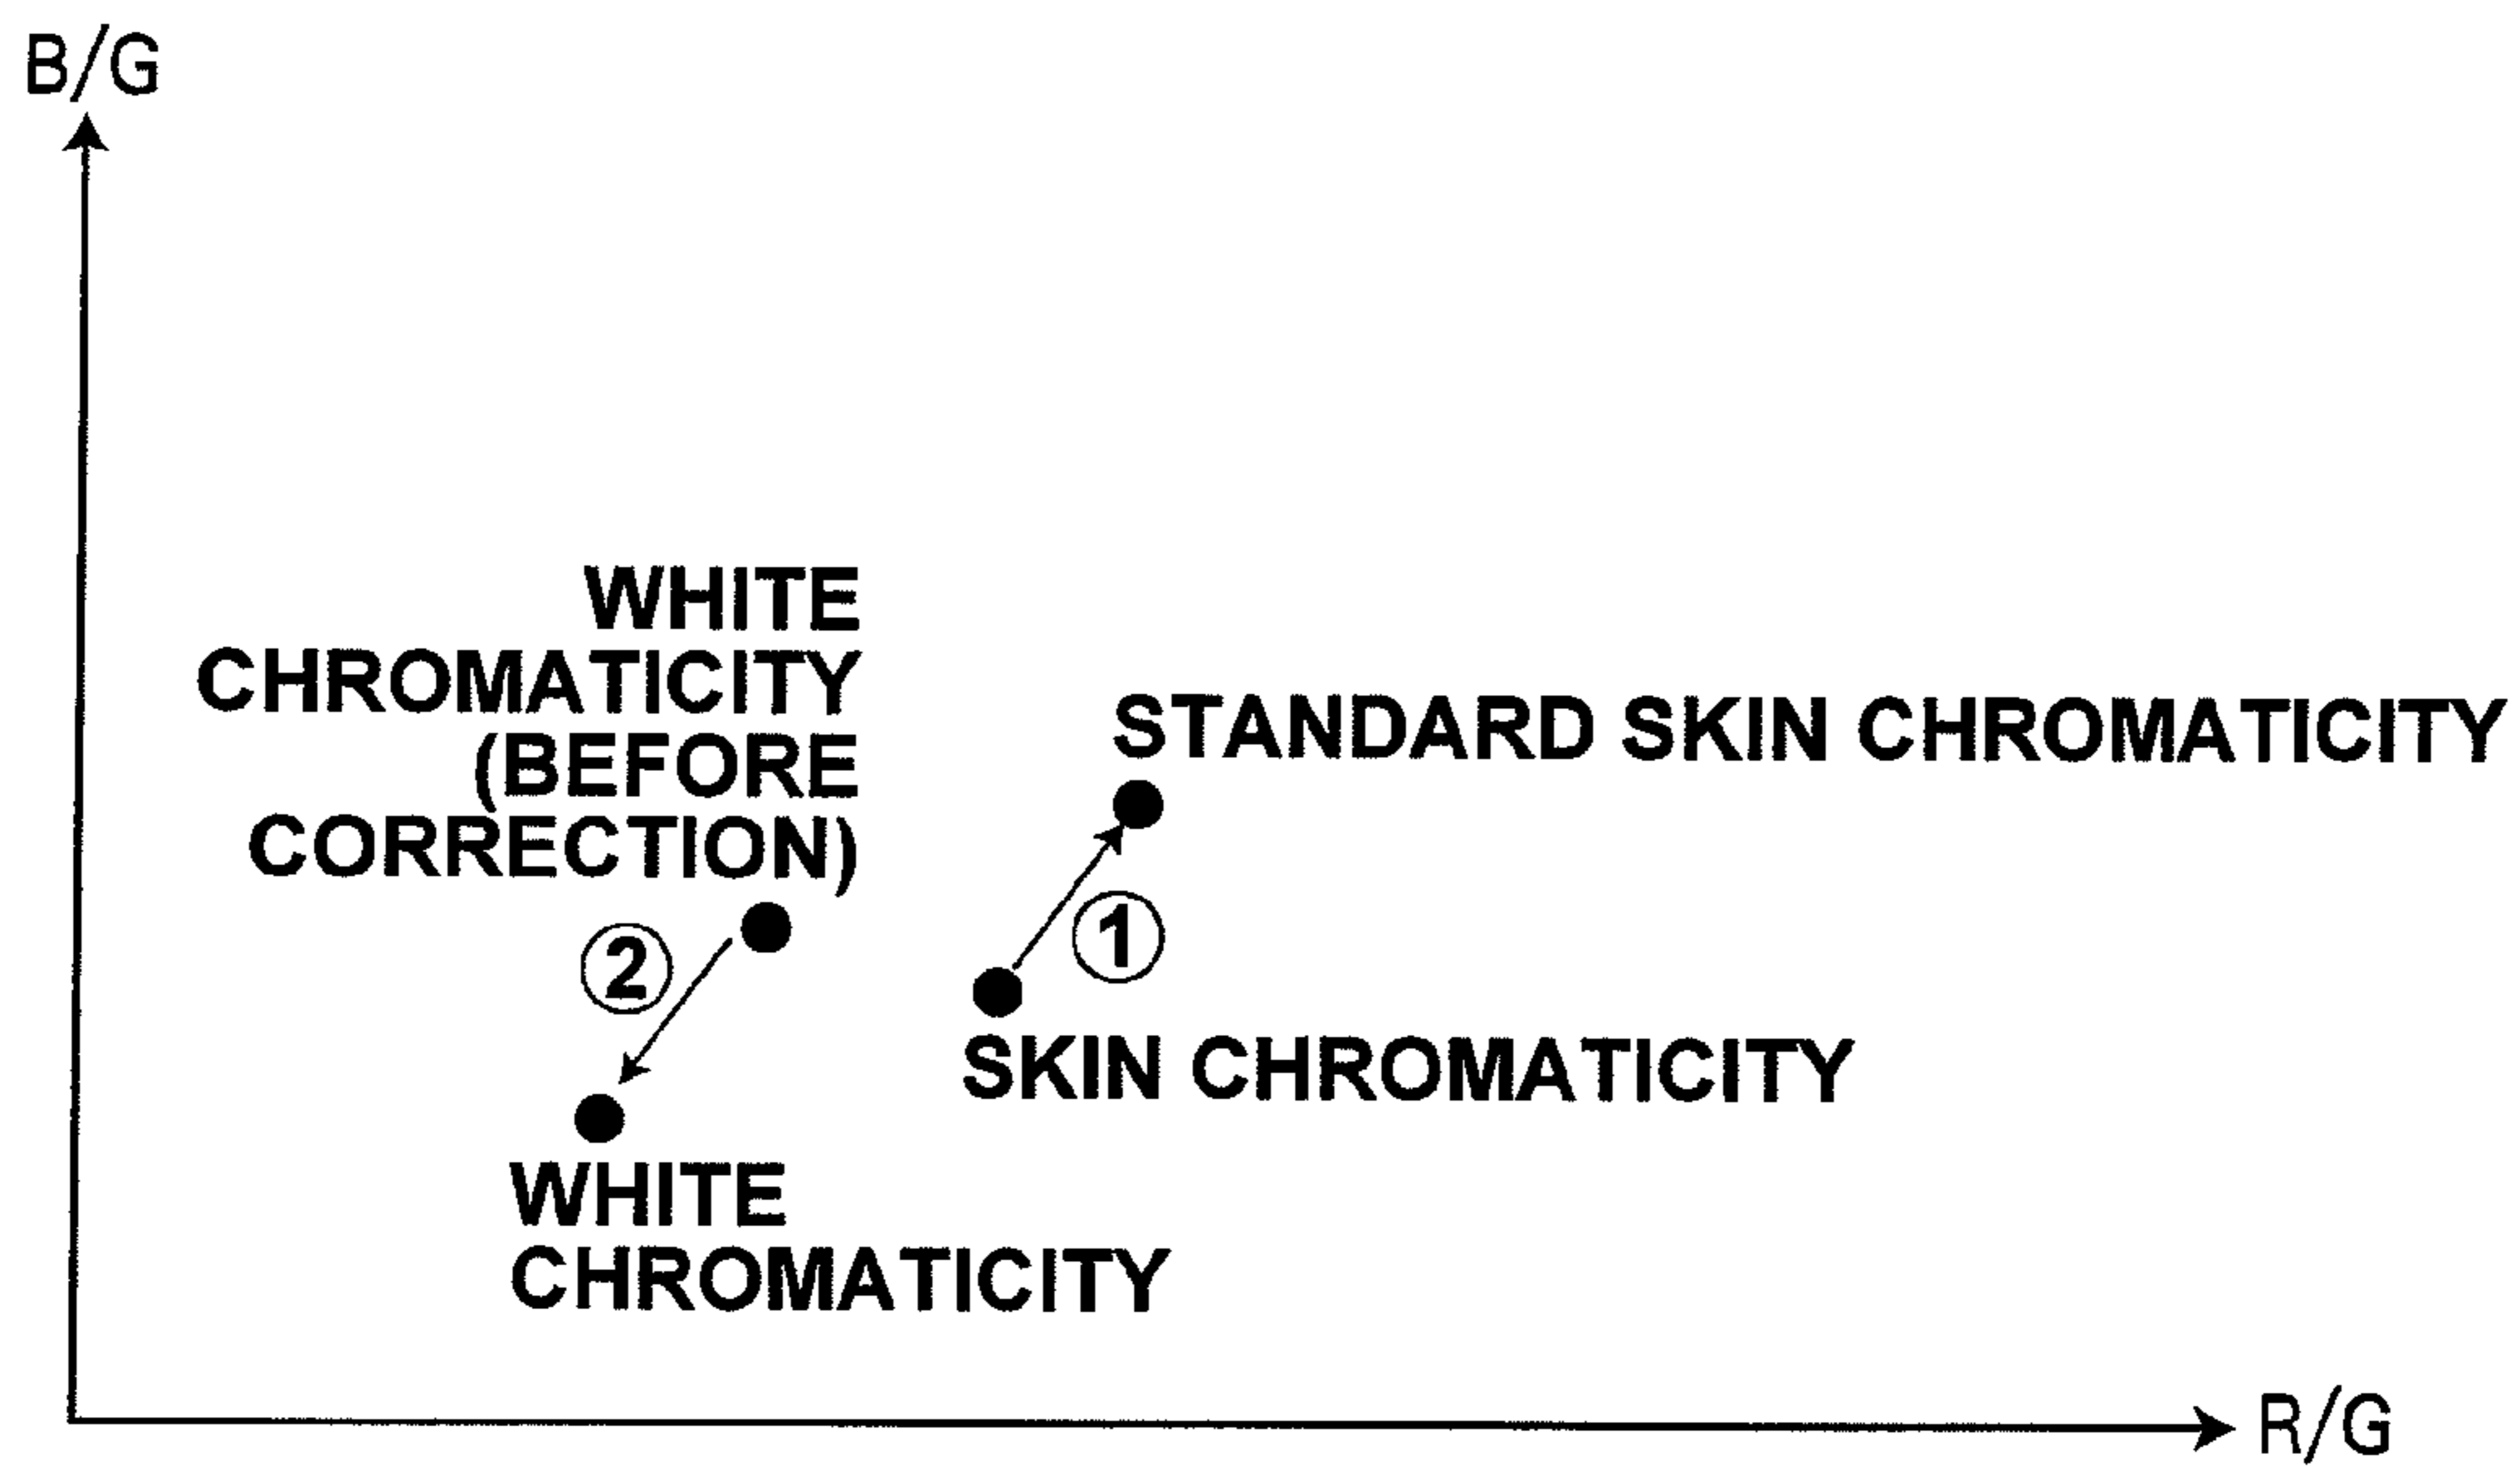 B/G
WHITE
CHROMATICITY
(BEFORE
CORRECTION)
STANDARD SKIN CHROMATICITY
②
①
SKIN CHROMATICITY
WHITE
CHROMATICITY
R/G